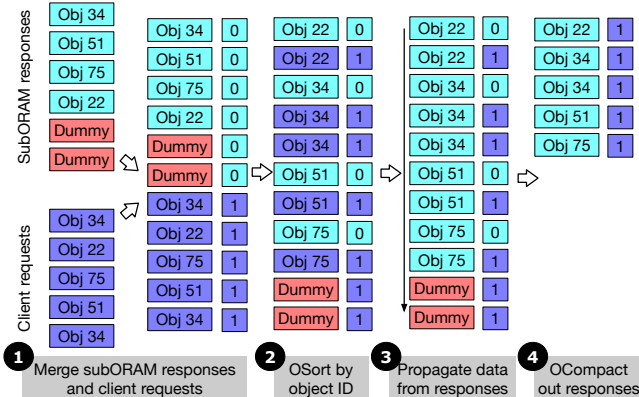 SubORAM responses
Obj 34
Obj 51
Obj 75
Obj 22
Dummy
Dummy
Client requests
Obj 34
Obj 22
Obj 75
Obj 51
Obj 34
Obj 34 0
Obj 51 0
Obj 75 0
Obj 22 0
Dummy 0
Dummy 0
Obj 34 1
Obj 22 1
Obj 75 1
Obj 51 1
Obj 34 1
Obj 22 0
Obj 22 1
Obj 34 0
Obj 34 1
Obj 34 1
Obj 51 0
Obj 51 1
Obj 75 0
Obj 75 1
Dummy 1
Dummy 1
Obj 22 0
Obj 22 1
Obj 34 0
Obj 34 1
Obj 34 1
Obj 51 0
Obj 51 1
Obj 75 0
Obj 75 1
Dummy 1
Dummy 1
Obj 22 1
Obj 34 1
Obj 34 1
Obj 51 1
Obj 75 1
1 Merge subORAM responses
and client requests
2 OSort by
object ID
3 Propagate data
from responses
4 OCompact
out responses